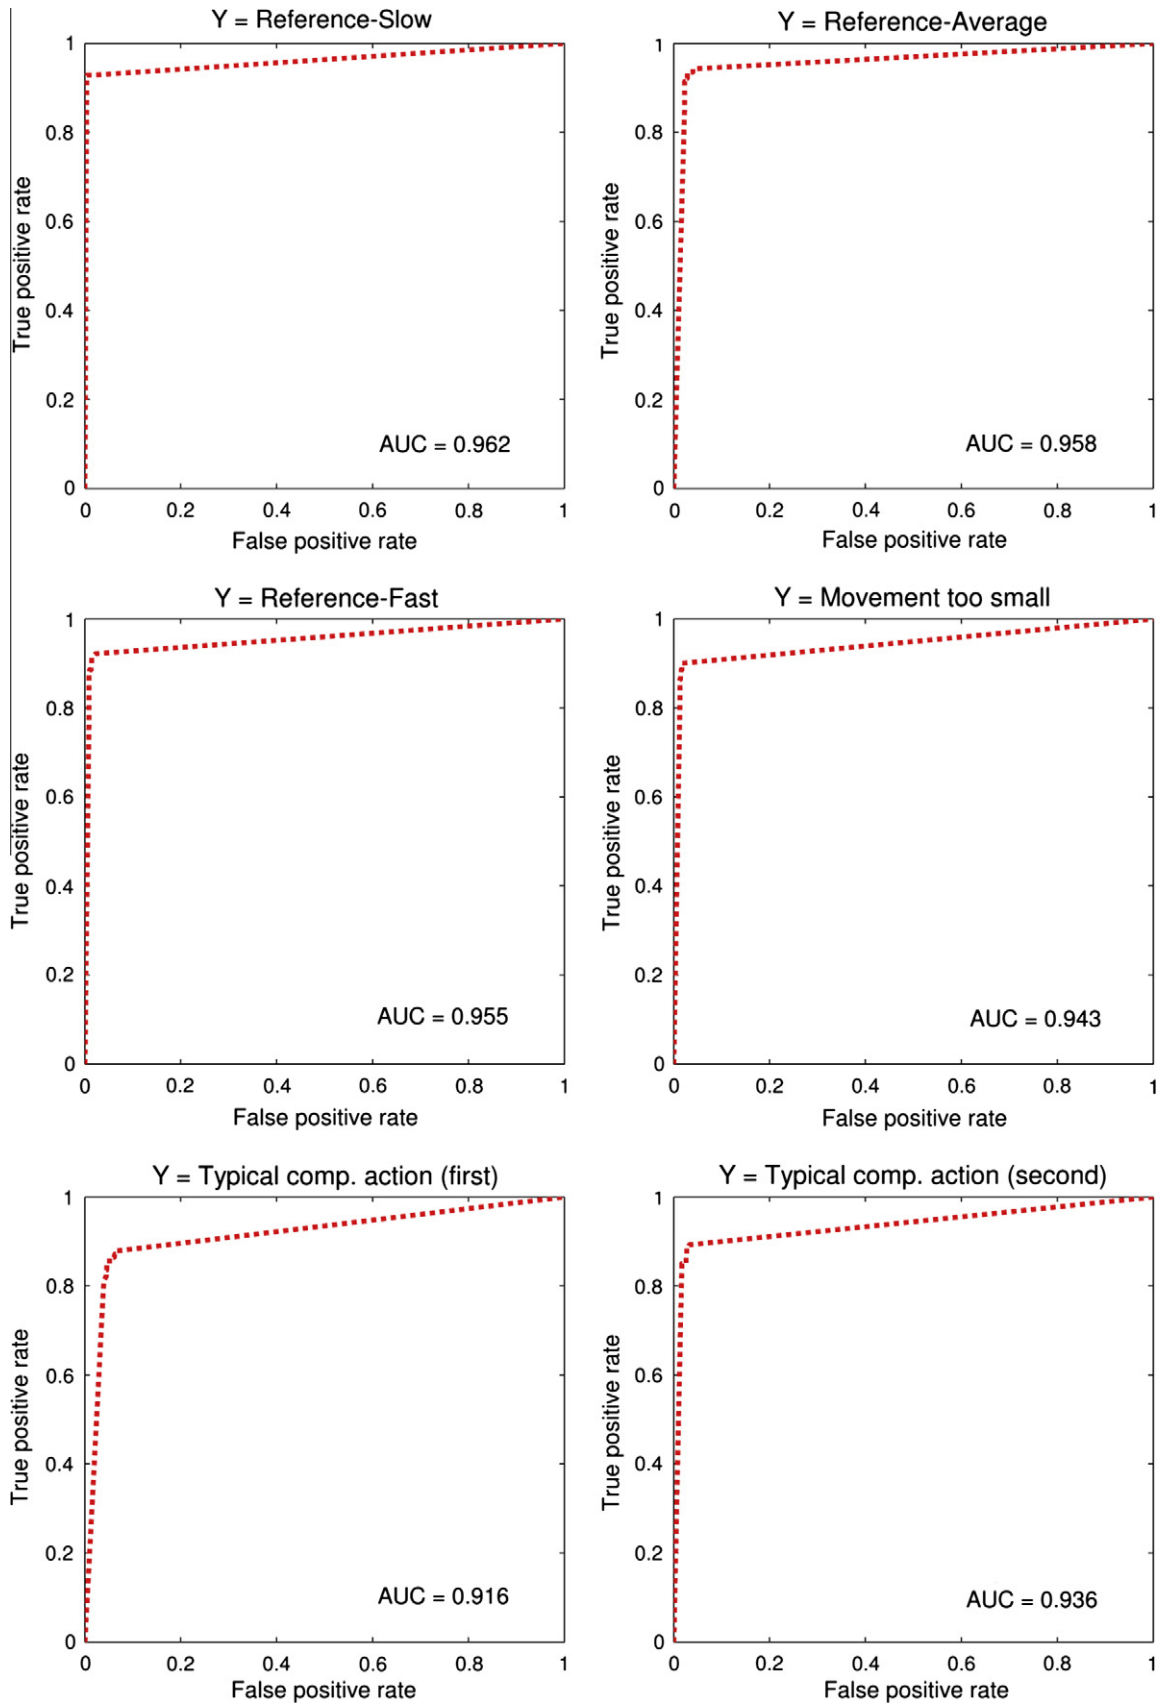 Y = Reference-Slow
1
0.8
0.6
0.4
0.2
0
True positive rate
AUC = 0.962
0 0.2 0.4 0.6 0.8 1
False positive rate
Y = Reference-Average
1
0.8
0.6
0.4
0.2
0
True positive rate
AUC = 0.958
0 0.2 0.4 0.6 0.8 1
False positive rate
Y = Reference-Fast
1
0.8
0.6
0.4
0.2
0
True positive rate
AUC = 0.955
0 0.2 0.4 0.6 0.8 1
False positive rate
Y = Movement too small
1
0.8
0.6
0.4
0.2
0
True positive rate
AUC = 0.943
0 0.2 0.4 0.6 0.8 1
False positive rate
Y = Typical comp. action (first)
1
0.8
0.6
0.4
0.2
0
True positive rate
AUC = 0.916
0 0.2 0.4 0.6 0.8 1
False positive rate
Y = Typical comp. action (second)
1
0.8
0.6
0.4
0.2
0
True positive rate
AUC = 0.936
0 0.2 0.4 0.6 0.8 1
False positive rate